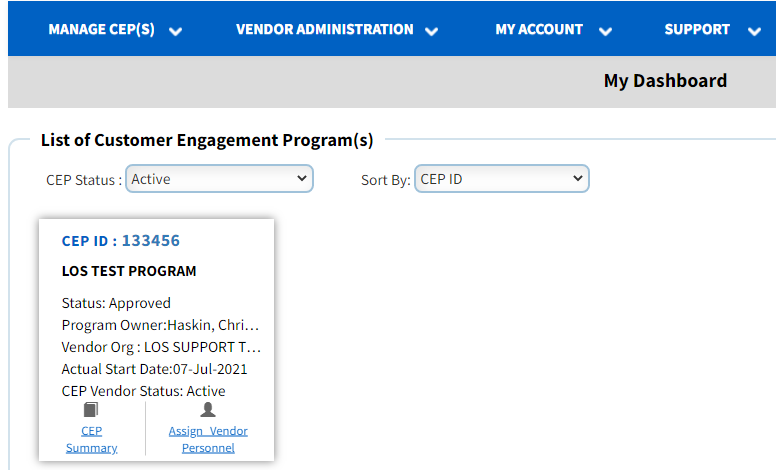 MANAGE CEP(S) VENDOR ADMINISTRATION MY ACCOUNT SUPPORT
My Dashboard
List of Customer Engagement Program(s)
CEP Status : Active Sort By: CEP ID
CEP ID : 133456
LOS TEST PROGRAM
Status: Approved
Program Owner:Haskin, Chri...
Vendor Org : LOS SUPPORT T...
Actual Start Date:07-Jul-2021
CEP Vendor Status: Active
CEP Assign Vendor
Summary Personnel